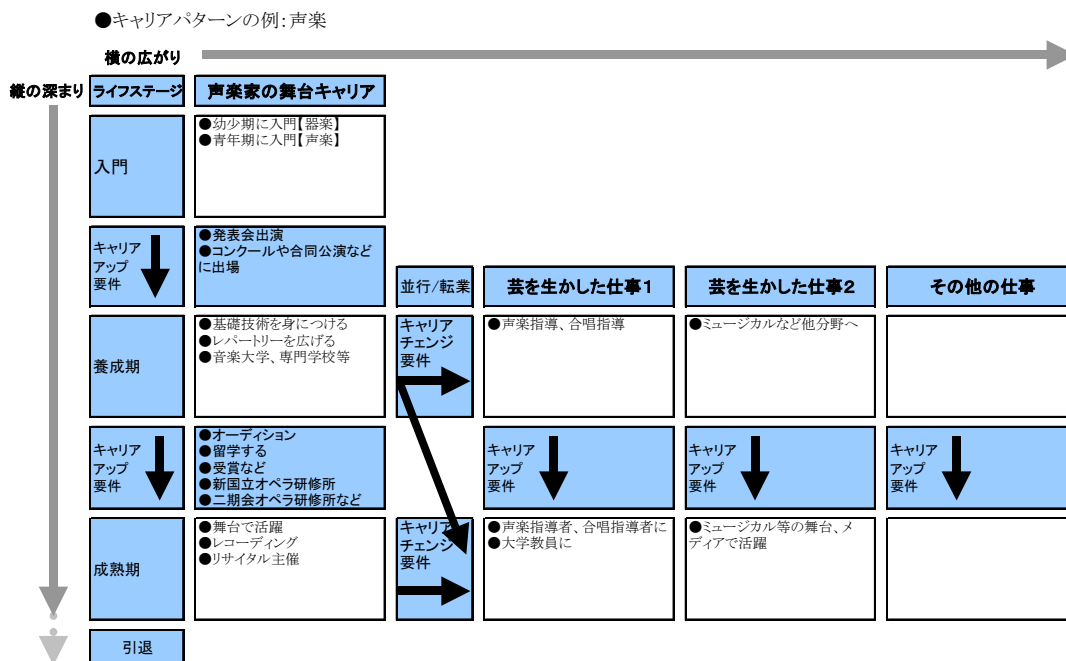 ●キャリアパターンの例：声楽
横の広がり
縦の深まり
ライフステージ
声楽家の舞台キャリア
入門
●幼少期に入門【器楽】
●青年期に入門【声楽】
キャリア
アップ
要件
●発表会出演
●コンクールや合同公演など
に出場
並行/転業
芸を生かした仕事１
芸を生かした仕事２
その他の仕事
養成期
●基礎技術を身につける
●レパートリーを広げる
●音楽大学、専門学校等
キャリア
チェンジ
要件
●声楽指導、合唱指導
●ミュージカルなど他分野へ
キャリア
アップ
要件
●オーディション
●留学する
●受賞など
●新国立オペラ研修所
●二期会オペラ研修所など
キャリア
アップ
要件
キャリア
アップ
要件
キャリア
アップ
要件
成熟期
●舞台で活躍
●レコーディング
●リサイタル主催
キャリア
チェンジ
要件
●声楽指導者、合唱指導者に
●大学教員に
●ミュージカル等の舞台、メ
ディアで活躍
引退